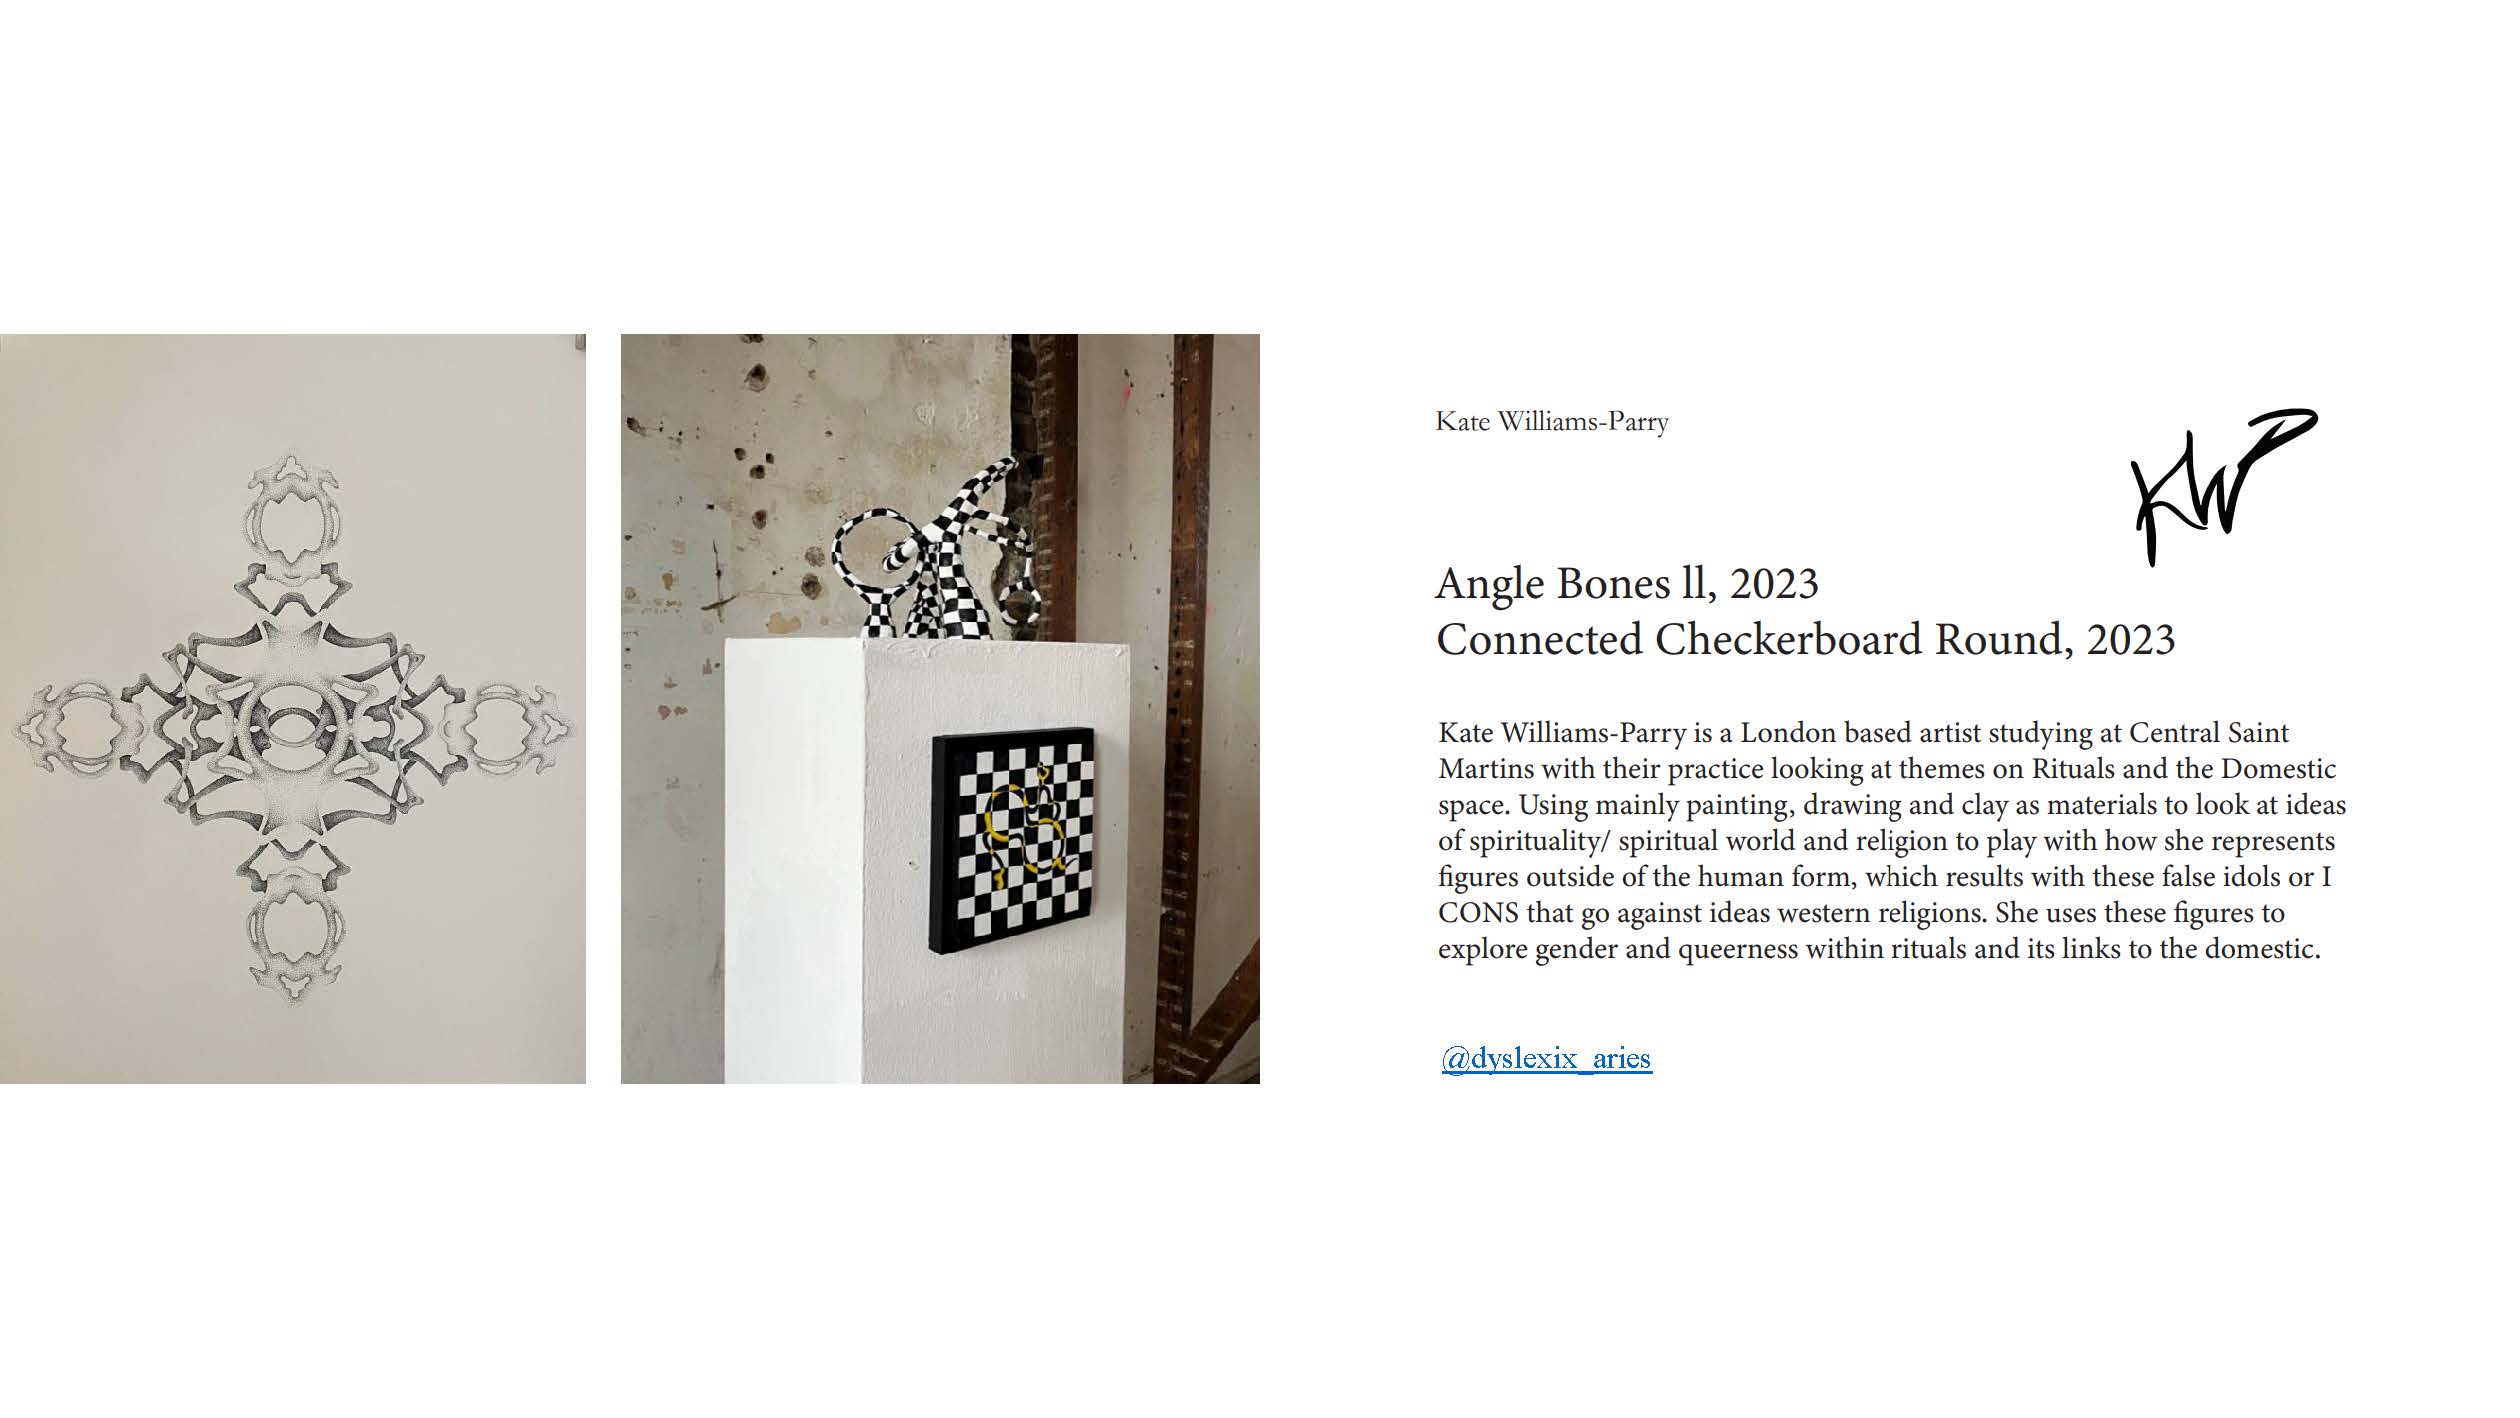 Kate Williams-Parry
KWP
Angle Bones ll, 2023
Connected Checkerboard Round, 2023
Kate Williams-Parry is a London based artist studying at Central Saint
Martins with their practice looking at themes on Rituals and the Domestic
space. Using mainly painting, drawing and clay as materials to look at ideas
of spirituality/ spiritual world and religion to play with how she represents
figures outside of the human form, which results with these false idols or I
CONS that go against ideas western religions. She uses these figures to
explore gender and queerness within rituals and its links to the domestic.
@dyslexix_aries